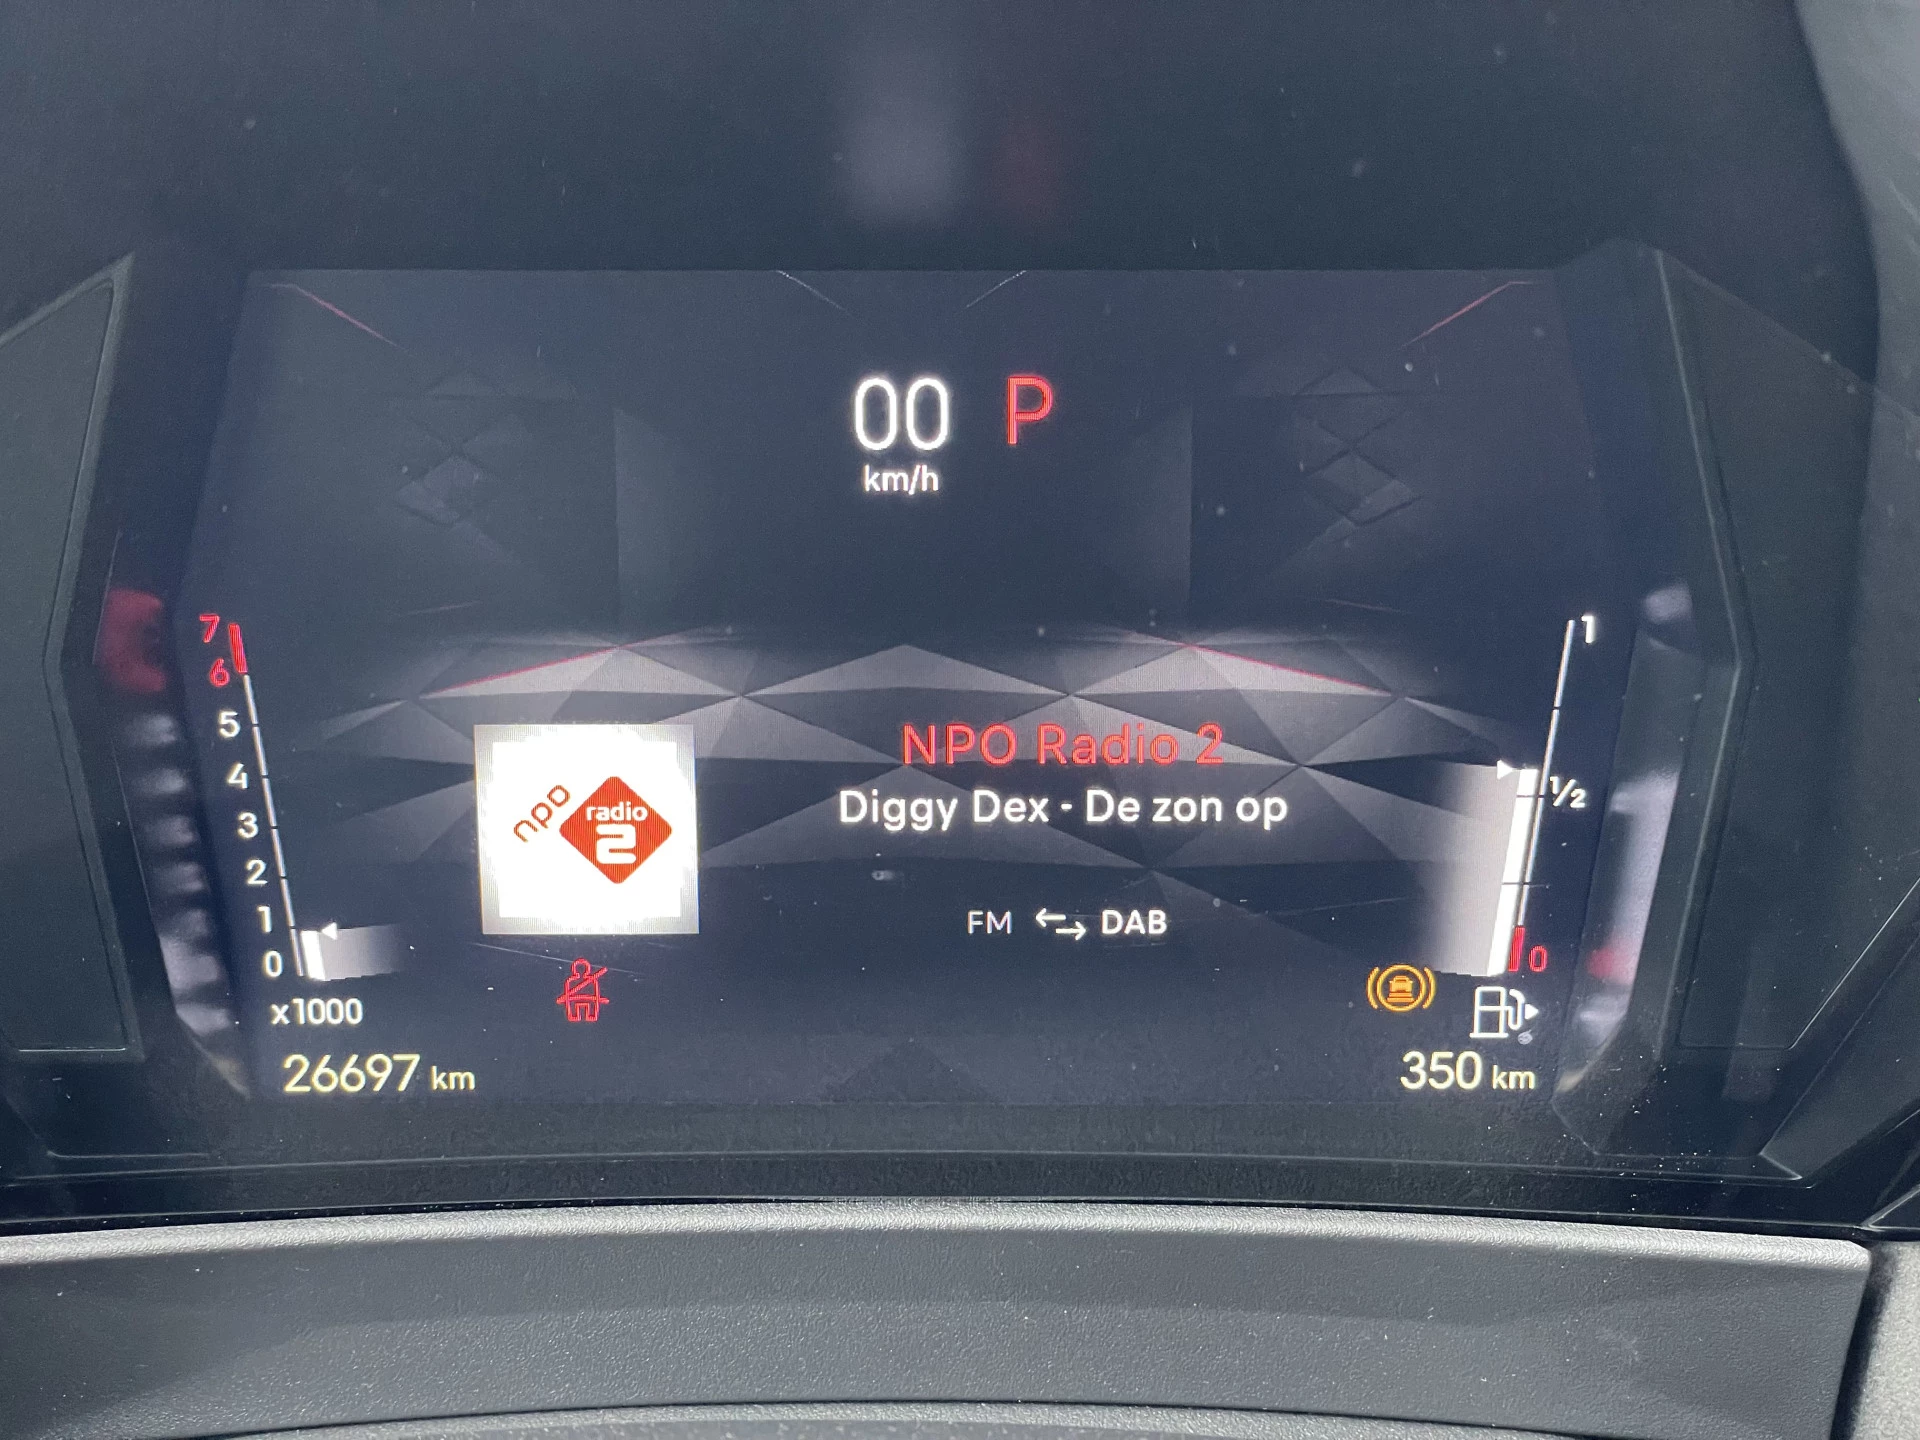 00 P
km/h
7
6
5
4
3
2
1
0
x1000
26697 km
npo
radio
2
NPO Radio 2
Diggy Dex - De zon op
FM DAB
1
1/2
0
350 km